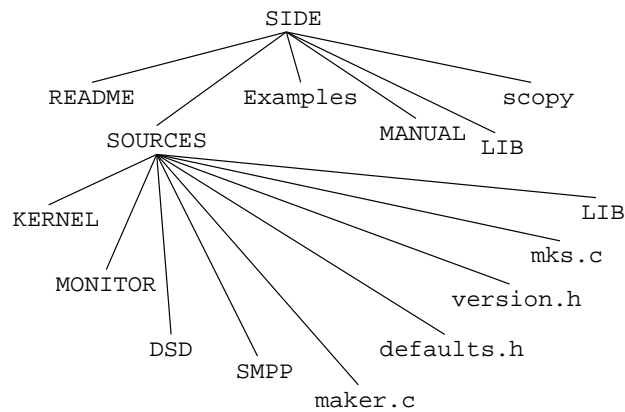 SIDE
README
Examples
scopy
SOURCES
MANUAL
LIB
KERNEL
LIB
mks.c
MONITOR
version.h
DSD
defaults.h
SMPP
maker.c